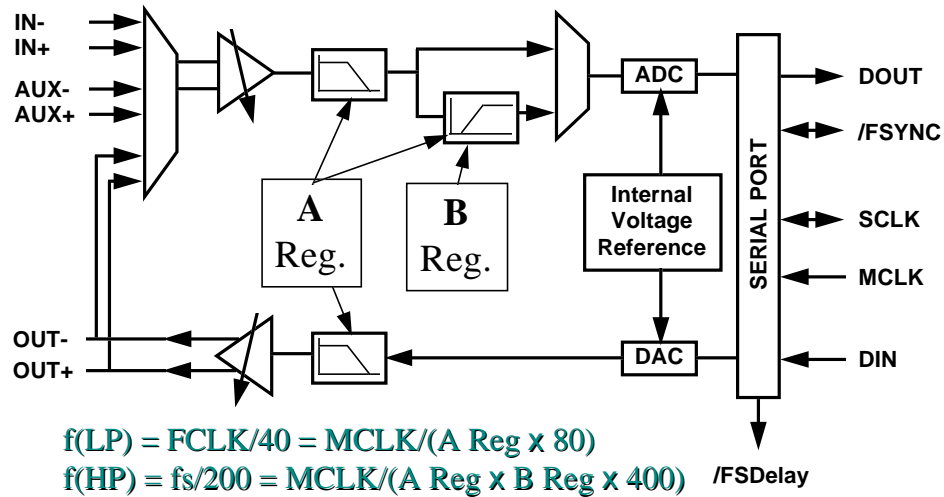 IN-
IN+
AUX-
AUX+
ADC
DOUT
/FSYNC
SERIAL PORT
Internal
Voltage
Reference
A
Reg.
B
Reg.
SCLK
MCLK
OUT-
OUT+
DAC
DIN
f(LP) = FCLK/40 = MCLK/(A Reg x 80)
f(HP) = fs/200 = MCLK/(A Reg x B Reg x 400)
/FSDelay